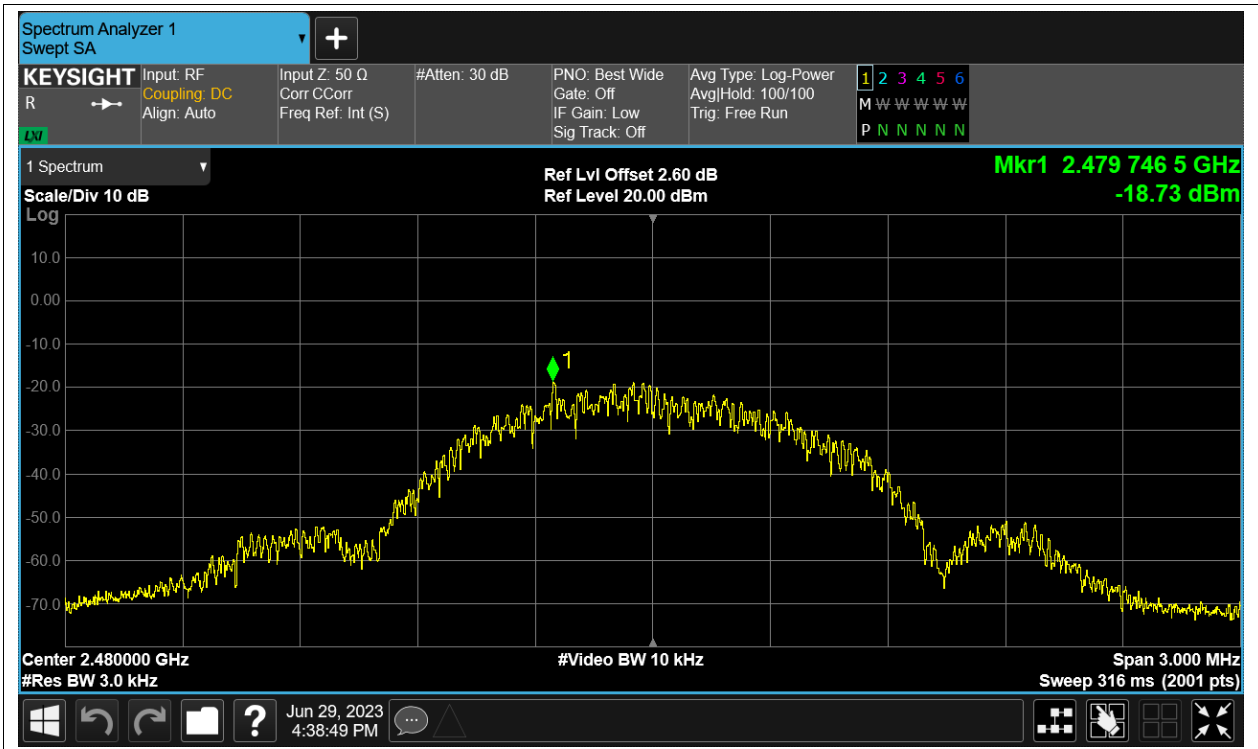 Spectrum Analyzer 1
Swept SA
KEYSIGHT
R
LXI
Input: RF
Coupling: DC
Align: Auto
Input Z: 50 Ω
Corr CCorr
Freq Ref: Int (S)
#Atten: 30 dB
PNO: Best Wide
Gate: Off
IF Gain: Low
Sig Track: Off
Avg Type: Log-Power
Avg|Hold: 100/100
Trig: Free Run
1 2 3 4 5 6
M W W W W W
P N N N N N
1 Spectrum
Scale/Div 10 dB
Ref Lvl Offset 2.60 dB
Ref Level 20.00 dBm
Mkr1 2.479 746 5 GHz
-18.73 dBm
Log
10.0
0.00
-10.0
-20.0
-30.0
-40.0
-50.0
-60.0
-70.0
1
Center 2.480000 GHz
#Res BW 3.0 kHz
#Video BW 10 kHz
Span 3.000 MHz
Sweep 316 ms (2001 pts)
?
Jun 29, 2023
4:38:49 PM